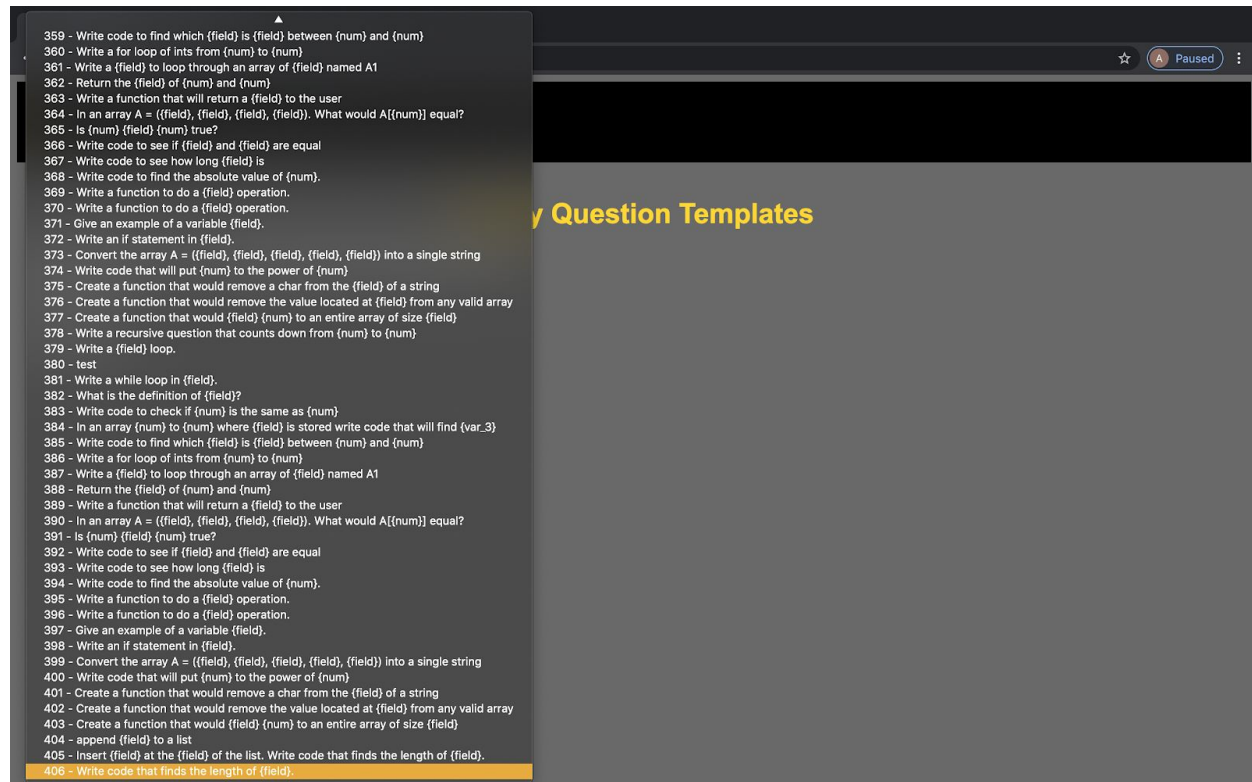 359 - Write code to find which {field} is {field} between {num} and {num}
360 - Write a for loop of ints from {num} to {num}
361 - Write a {field} to loop through an array of {field} named A1
362 - Return the {field} of {num} and {num}
363 - Write a function that will return a {field} to the user
364 - In an array A = ({field}, {field}, {field}, {field}). What would A[{num}] equal?
365 - Is {num} {field} {num} true?
366 - Write code to see if {field} and {field} are equal
367 - Write code to see how long {field} is
368 - Write code to find the absolute value of {num}.
369 - Write a function to do a {field} operation.
370 - Write a function to do a {field} operation.
371 - Give an example of a variable {field}.
372 - Write an if statement in {field}.
373 - Convert the array A = ({field}, {field}, {field}, {field}, {field}) into a single string
374 - Write code that will put {num} to the power of {num}
375 - Create a function that would remove a char from the {field} of a string
376 - Create a function that would remove the value located at {field} from any valid array
377 - Create a function that would {field} {num} to an entire array of size {field}
378 - Write a recursive question that counts down from {num} to {num}
379 - Write a {field} loop.
380 - test
381 - Write a while loop in {field}.
382 - What is the definition of {field}?
383 - Write code to check if {num} is the same as {num}
384 - In an array {num} to {num} where {field} is stored write code that will find {var_3}
385 - Write code to find which {field} is {field} between {num} and {num}
386 - Write a for loop of ints from {num} to {num}
387 - Write a {field} to loop through an array of {field} named A1
388 - Return the {field} of {num} and {num}
389 - Write a function that will return a {field} to the user
390 - In an array A = ({field}, {field}, {field}, {field}). What would A[{num}] equal?
391 - Is {num} {field} {num} true?
392 - Write code to see if {field} and {field} are equal
393 - Write code to see how long {field} is
394 - Write code to find the absolute value of {num}.
395 - Write a function to do a {field} operation.
396 - Write a function to do a {field} operation.
397 - Give an example of a variable {field}.
398 - Write an if statement in {field}.
399 - Convert the array A = ({field}, {field}, {field}, {field}, {field}) into a single string
400 - Write code that will put {num} to the power of {num}
401 - Create a function that would remove a char from the {field} of a string
402 - Create a function that would remove the value located at {field} from any valid array
403 - Create a function that would {field} {num} to an entire array of size {field}
404 - append {field} to a list
405 - Insert {field} at the {field} of the list. Write code that finds the length of {field}.
406 - Write code that finds the length of {field}.
A Paused
y Question Templates